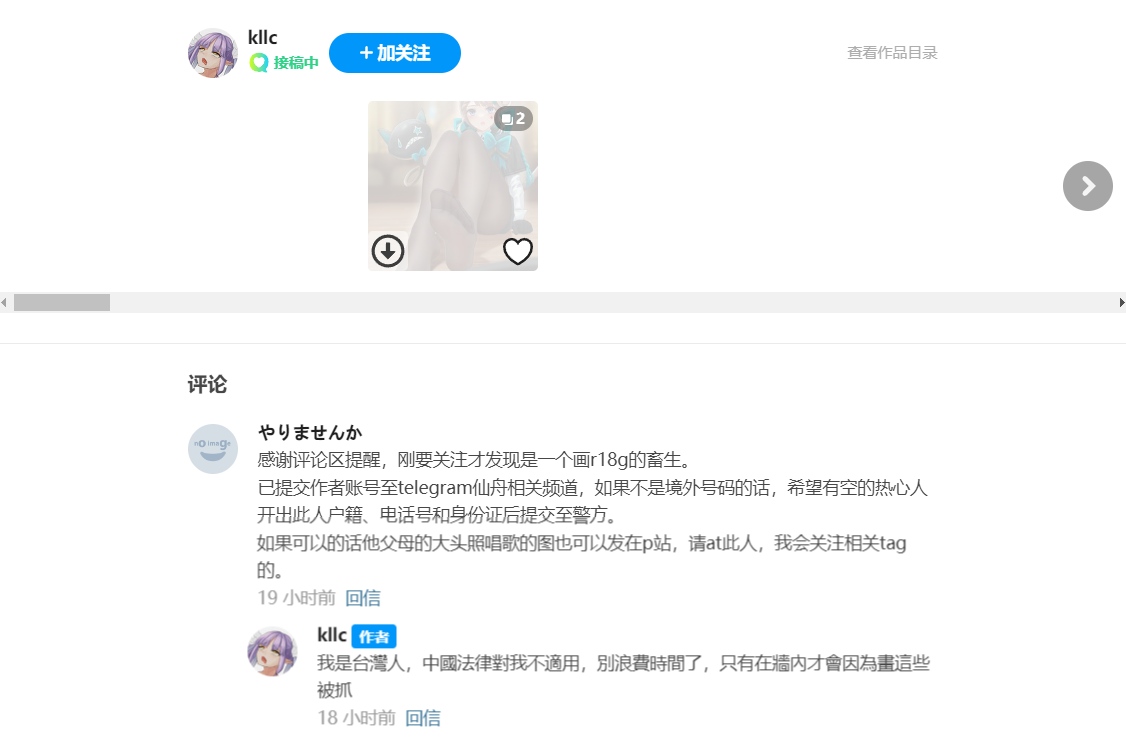 kllc
接稿中
+ 加关注
查看作品目录
2
评论
no image
やりませんか
感谢评论区提醒，刚要关注才发现是一个画r18g的畜生。
已提交作者账号至telegram仙舟相关频道，如果不是境外号码的话，希望有空的热心人
开出此人户籍、电话号和身份证后提交至警方。
如果可以的话他父母的大头照唱歌的图也可以发在p站，请at此人，我会关注相关tag
的。
19 小时前 回信
kllc 作者
我是台灣人，中國法律對我不適用，別浪費時間了，只有在牆內才會因為畫這些
被抓
18 小时前 回信